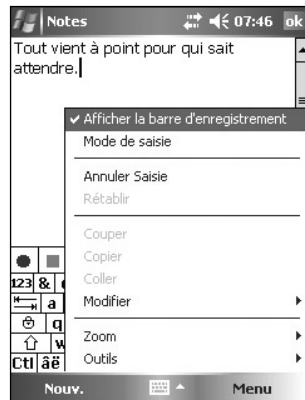 Notes 07:46 ok
Tout vient à point pour qui sait
attendre.
Afficher la barre d'enregistrement
Mode de saisie
Annuler Saisie
Rétablir
Couper
Copier
Coller
Modifier
Zoom
Outils
123 &
a
q
Ctl âë
Nouv. Menu